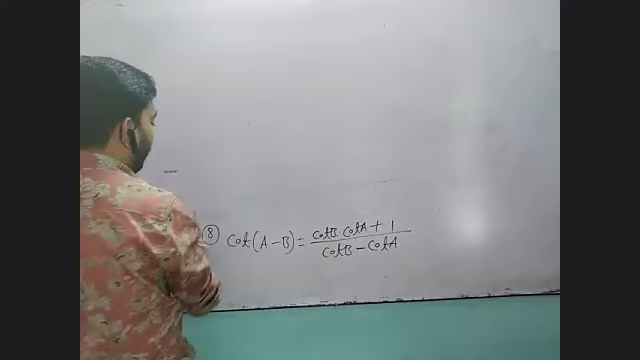 ⑧ Cot(A-B) = (CotB. CotA + 1) / (CotB - CotA)